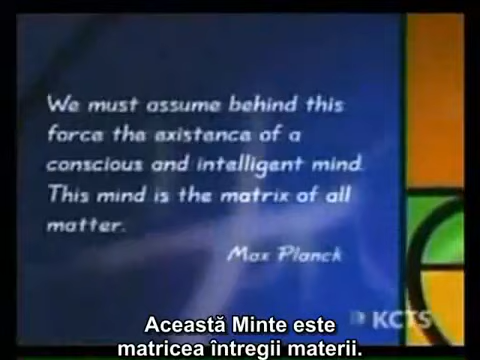 We must assume behind this
force the existence of a
conscious and intelligent mind.
This mind is the matrix of all
matter.
Max Planck
KCTS
Această Minte este
matricea întregii materii.